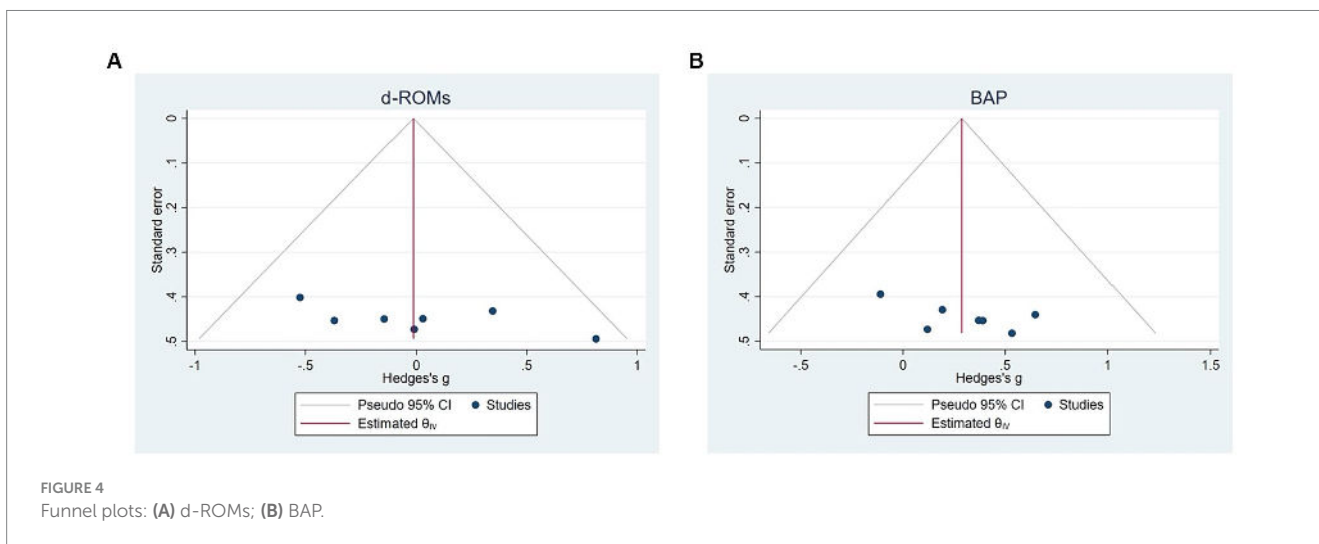 A
d-ROMs
0
.1
.2
.3
.4
.5
Standard error
-1
-.5
0
.5
1
Hedges's g
Pseudo 95% CI
Studies
Estimated θIV
B
BAP
0
.1
.2
.3
.4
.5
Standard error
-.5
0
.5
1
1.5
Hedges's g
Pseudo 95% CI
Studies
Estimated θIV
FIGURE 4
Funnel plots: (A) d-ROMs; (B) BAP.